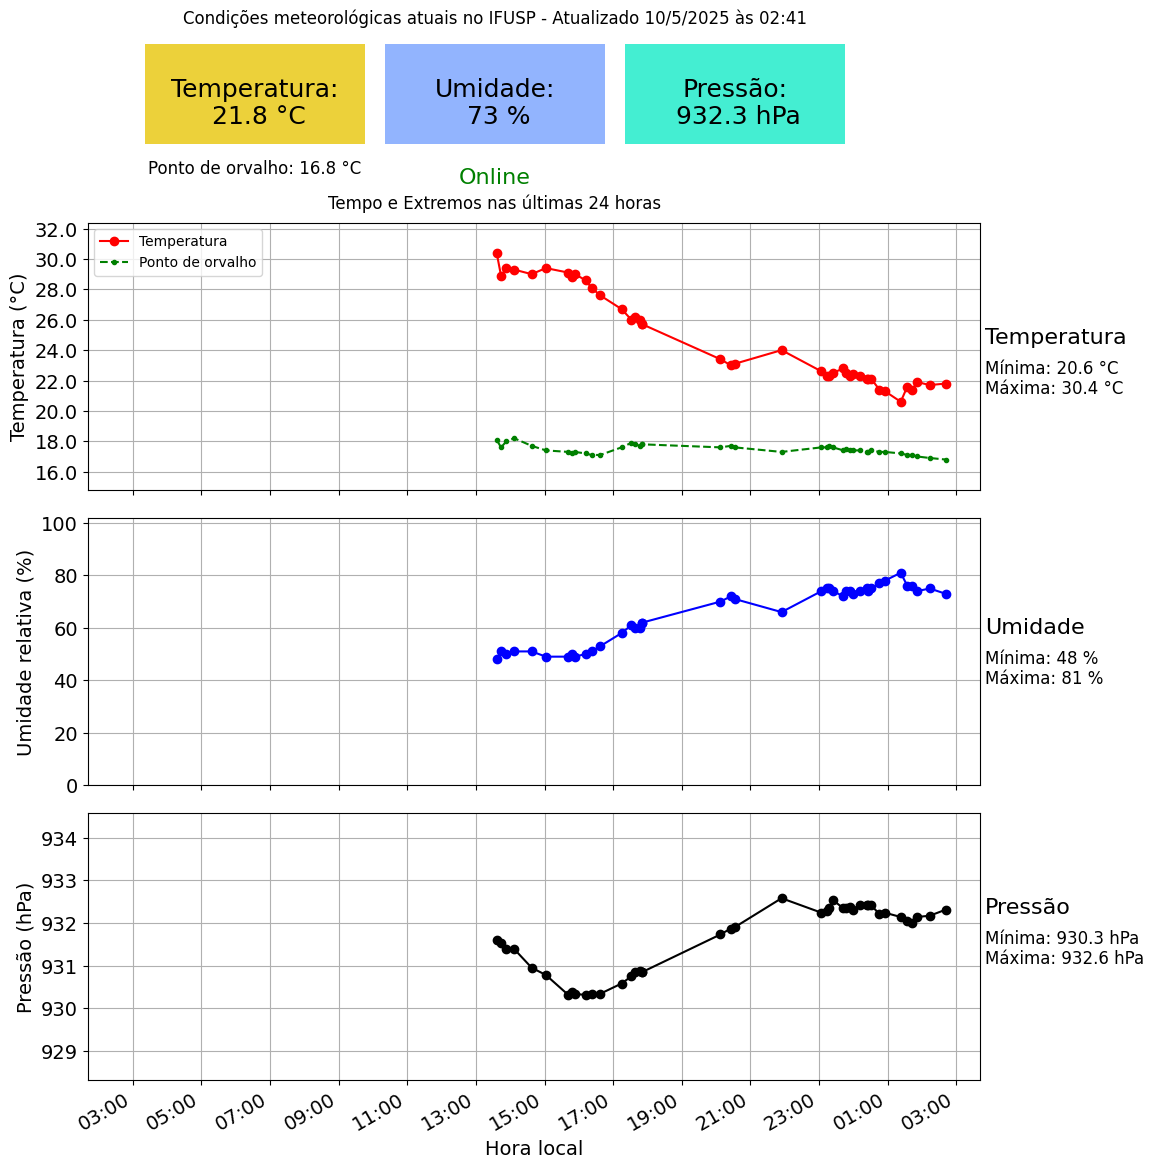 Condições meteorológicas atuais no IFUSP - Atualizado 10/5/2025 às 02:41
Temperatura:
21.8 °C
Umidade:
73 %
Pressão:
932.3 hPa
Ponto de orvalho: 16.8 °C
Online
Tempo e Extremos nas últimas 24 horas
Temperatura (°C)
32.0
30.0
28.0
26.0
24.0
22.0
20.0
18.0
16.0
Temperatura
Ponto de orvalho
Temperatura
Mínima: 20.6 °C
Máxima: 30.4 °C
Umidade relativa (%)
100
80
60
40
20
0
Umidade
Mínima: 48 %
Máxima: 81 %
Pressão (hPa)
934
933
932
931
930
929
Pressão
Mínima: 930.3 hPa
Máxima: 932.6 hPa
03:00 05:00 07:00 09:00 11:00 13:00 15:00 17:00 19:00 21:00 23:00 01:00 03:00
Hora local